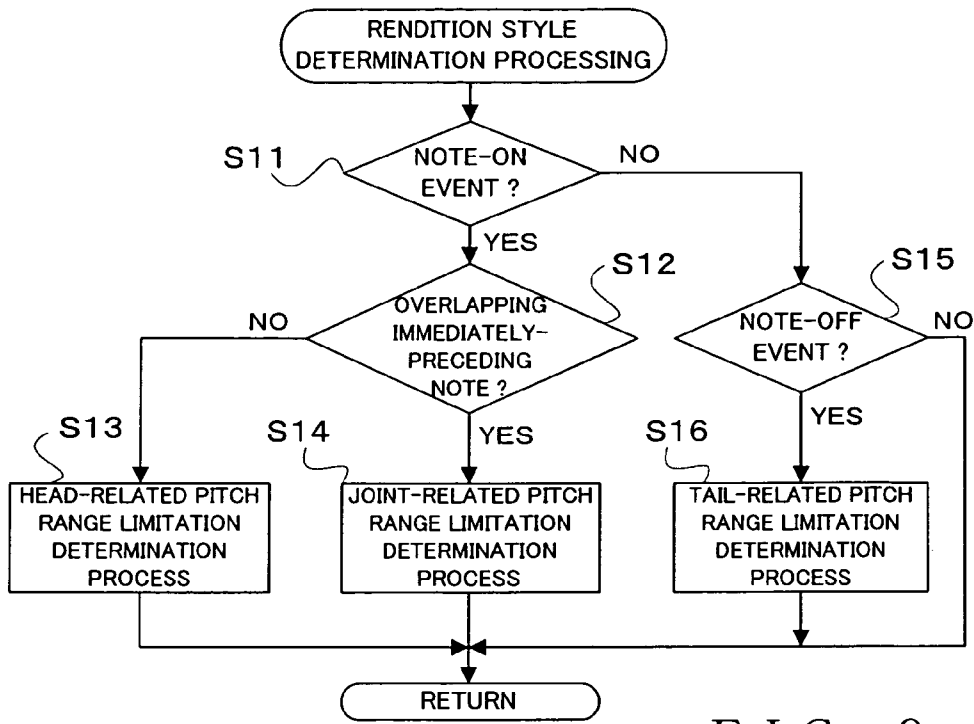 RENDITION STYLE
DETERMINATION PROCESSING
S11
NOTE-ON
EVENT ?
NO
YES
S12
OVERLAPPING
IMMEDIATELY-
PRECEDING
NOTE ?
NO
YES
S15
NOTE-OFF
EVENT ?
NO
YES
S13
HEAD-RELATED PITCH
RANGE LIMITATION
DETERMINATION
PROCESS
S14
JOINT-RELATED PITCH
RANGE LIMITATION
DETERMINATION
PROCESS
S16
TAIL-RELATED PITCH
RANGE LIMITATION
DETERMINATION
PROCESS
RETURN